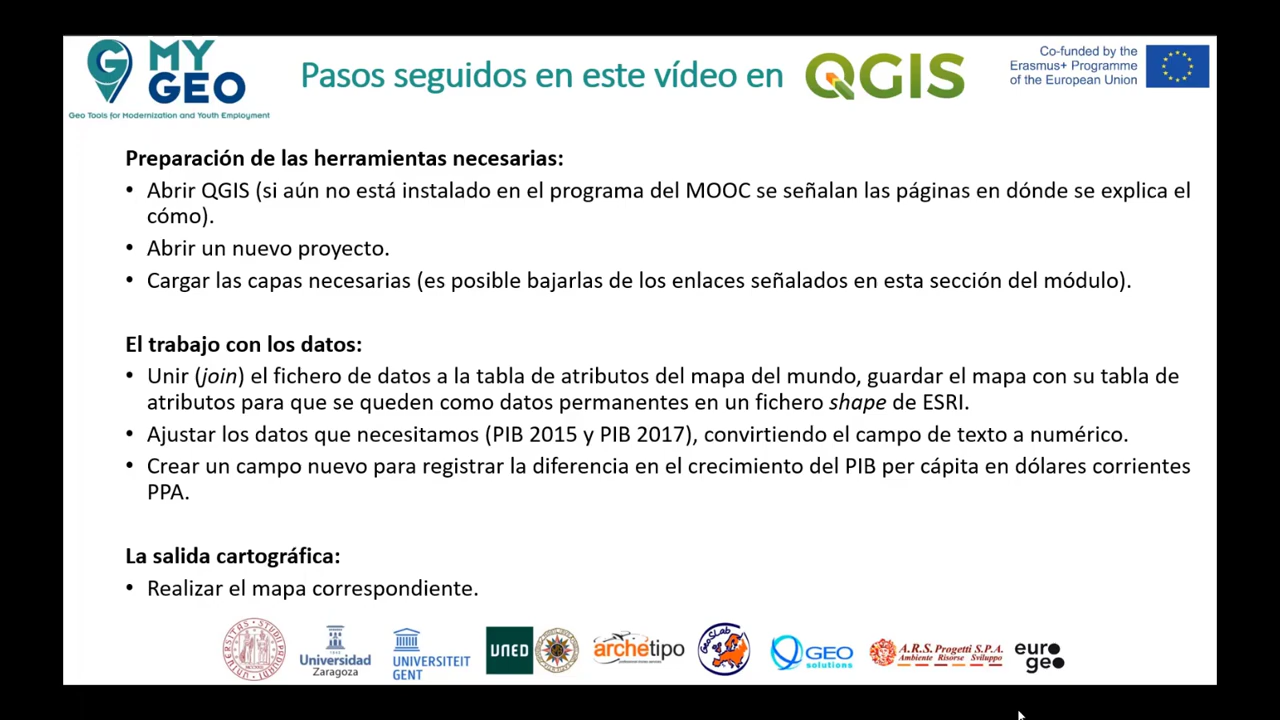 MY
GEO
Geo Tools for Modernization and Youth Employment
Pasos seguidos en este vídeo en QGIS
Co-funded by the
Erasmus+ Programme
of the European Union
Preparación de las herramientas necesarias:
• Abrir QGIS (si aún no está instalado en el programa del MOOC se señalan las páginas en dónde se explica el
cómo).
• Abrir un nuevo proyecto.
• Cargar las capas necesarias (es posible bajarlas de los enlaces señalados en esta sección del módulo).
El trabajo con los datos:
• Unir (join) el fichero de datos a la tabla de atributos del mapa del mundo, guardar el mapa con su tabla de
atributos para que se queden como datos permanentes en un fichero shape de ESRI.
• Ajustar los datos que necesitamos (PIB 2015 y PIB 2017), convirtiendo el campo de texto a numérico.
• Crear un campo nuevo para registrar la diferencia en el crecimiento del PIB per cápita en dólares corrientes
PPA.
La salida cartográfica:
• Realizar el mapa correspondiente.
Universidad
Zaragoza
UNIVERSITEIT
GENT
UNED
archetipo
GeoSLab
GEO
solutions
A.R.S. Progetti S.P.A.
Ambiente Risorse Sviluppo
euro
geo